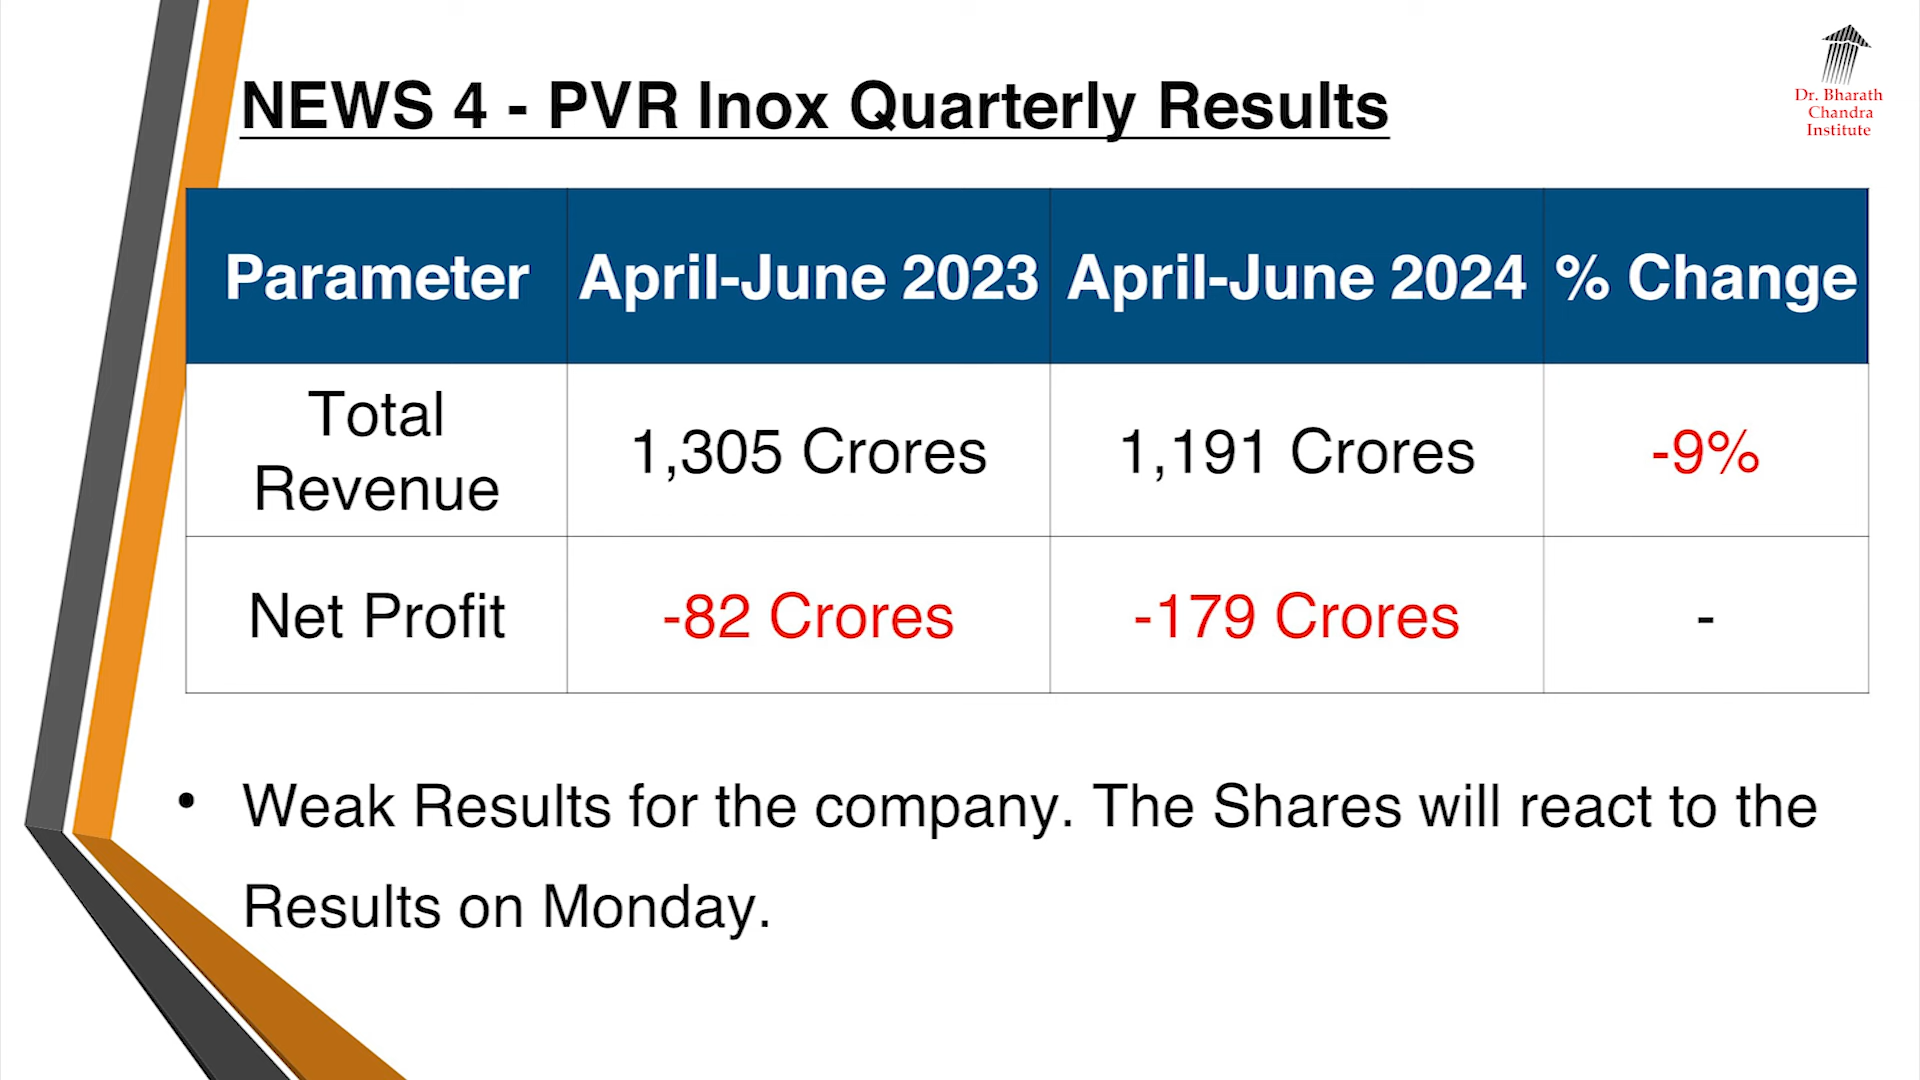 NEWS 4 - PVR Inox Quarterly Results
Dr. Bharath
Chandra
Institute
Parameter April-June 2023 April-June 2024 % Change
Total
Revenue
1,305 Crores 1,191 Crores -9%
Net Profit -82 Crores -179 Crores -
• Weak Results for the company. The Shares will react to the
Results on Monday.